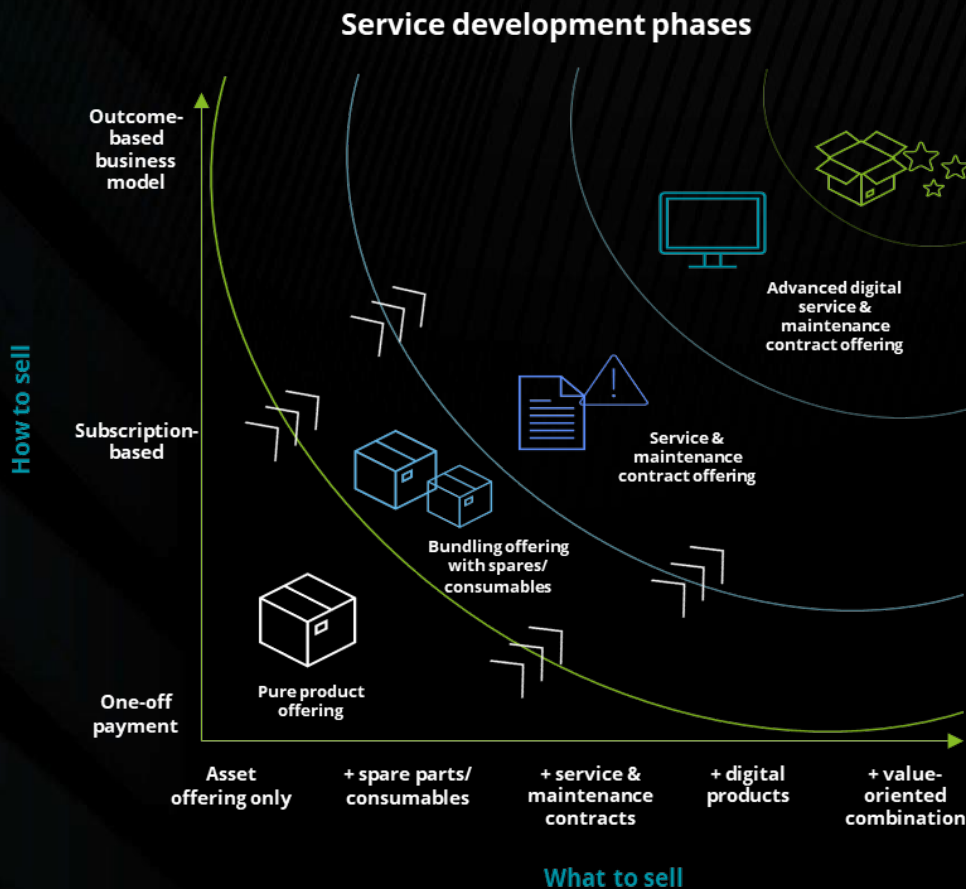 Service development phases
Outcome-
based
business
model
How to sell
Subscription-
based
One-off
payment
Advanced digital
service &
maintenance
contract offering
Service &
maintenance
contract offering
Bundling offering
with spares/
consumables
Pure product
offering
Asset
offering only
+ spare parts/
consumables
+ service &
maintenance
contracts
+ digital
products
+ value-
oriented
combination
What to sell